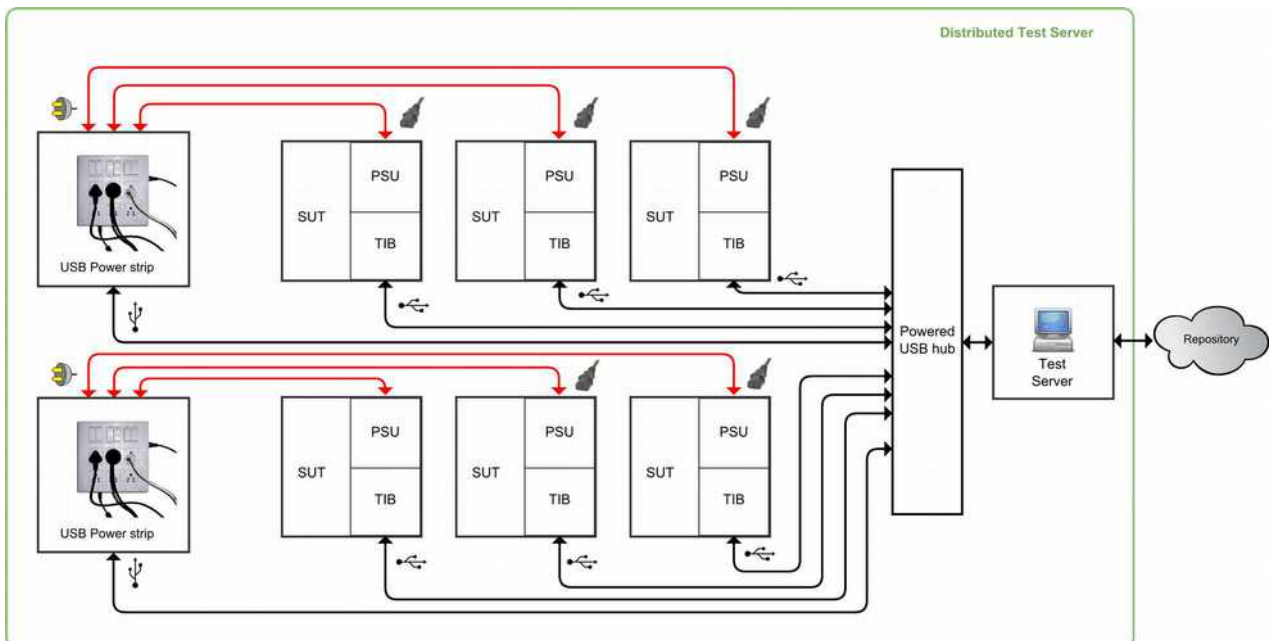 Distributed Test Server
PSU
SUT
TIB
PSU
SUT
TIB
PSU
SUT
TIB
USB Power strip
Powered
USB hub
Test
Server
Repository
PSU
SUT
TIB
PSU
SUT
TIB
PSU
SUT
TIB
USB Power strip